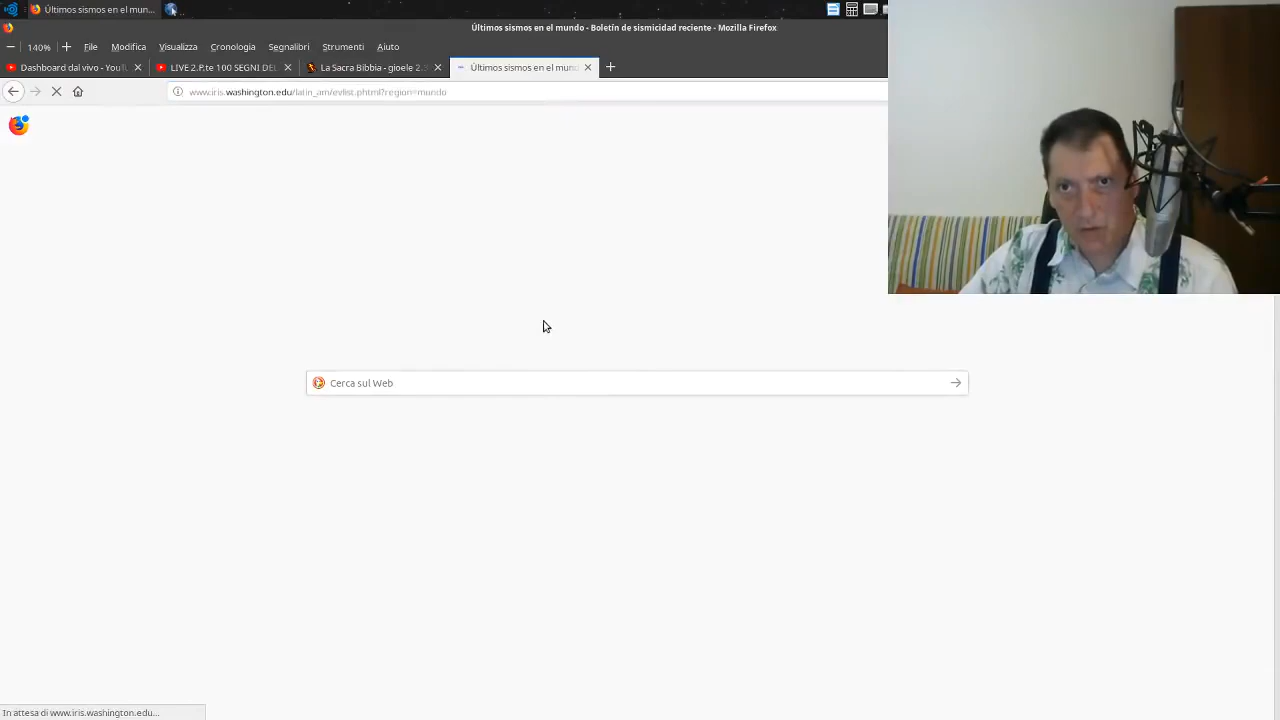 Últimos sismos en el mun...
Últimos sismos en el mundo - Boletín de sismicidad reciente - Mozilla Firefox
140% File Modifica Visualizza Cronologia Segnalibri Strumenti Aiuto
Dashboard dal vivo - YouT
LIVE 2.P.te 100 SEGNI DEL
La Sacra Bibbia - gioele 2.3
Últimos sismos en el mund
www.iris.washington.edu/latin_am/evlist.phtml?region=mundo
Cerca sul Web
In attesa di www.iris.washington.edu...